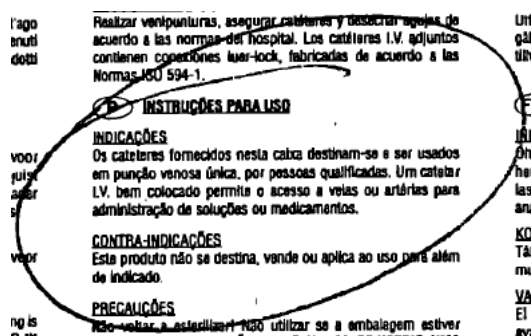 Realizar venipunturas, asegurar catéteres y desechar agujas de
acuerdo a las normas del hospital. Los catéteres I.V. adjuntos
contienen conexiones luer-lock, fabricadas de acuerdo a las
Normas ISO 594-1.
P INSTRUÇÕES PARA USO
INDICAÇÕES
Os cateteres fornecidos nesta caixa destinam-se e ser usados
em punção venosa única, por pessoas qualificadas. Um cateter
I.V. bem colocado permite o acesso a veias ou artérias para
administração de soluções ou medicamentos.
CONTRA-INDICAÇÕES
Este produto não se destina, vende ou aplica ao uso para além
de indicado.
PRECAUÇÕES
Não voltar a esterilizar! Não utilizar se a embalagem estiver